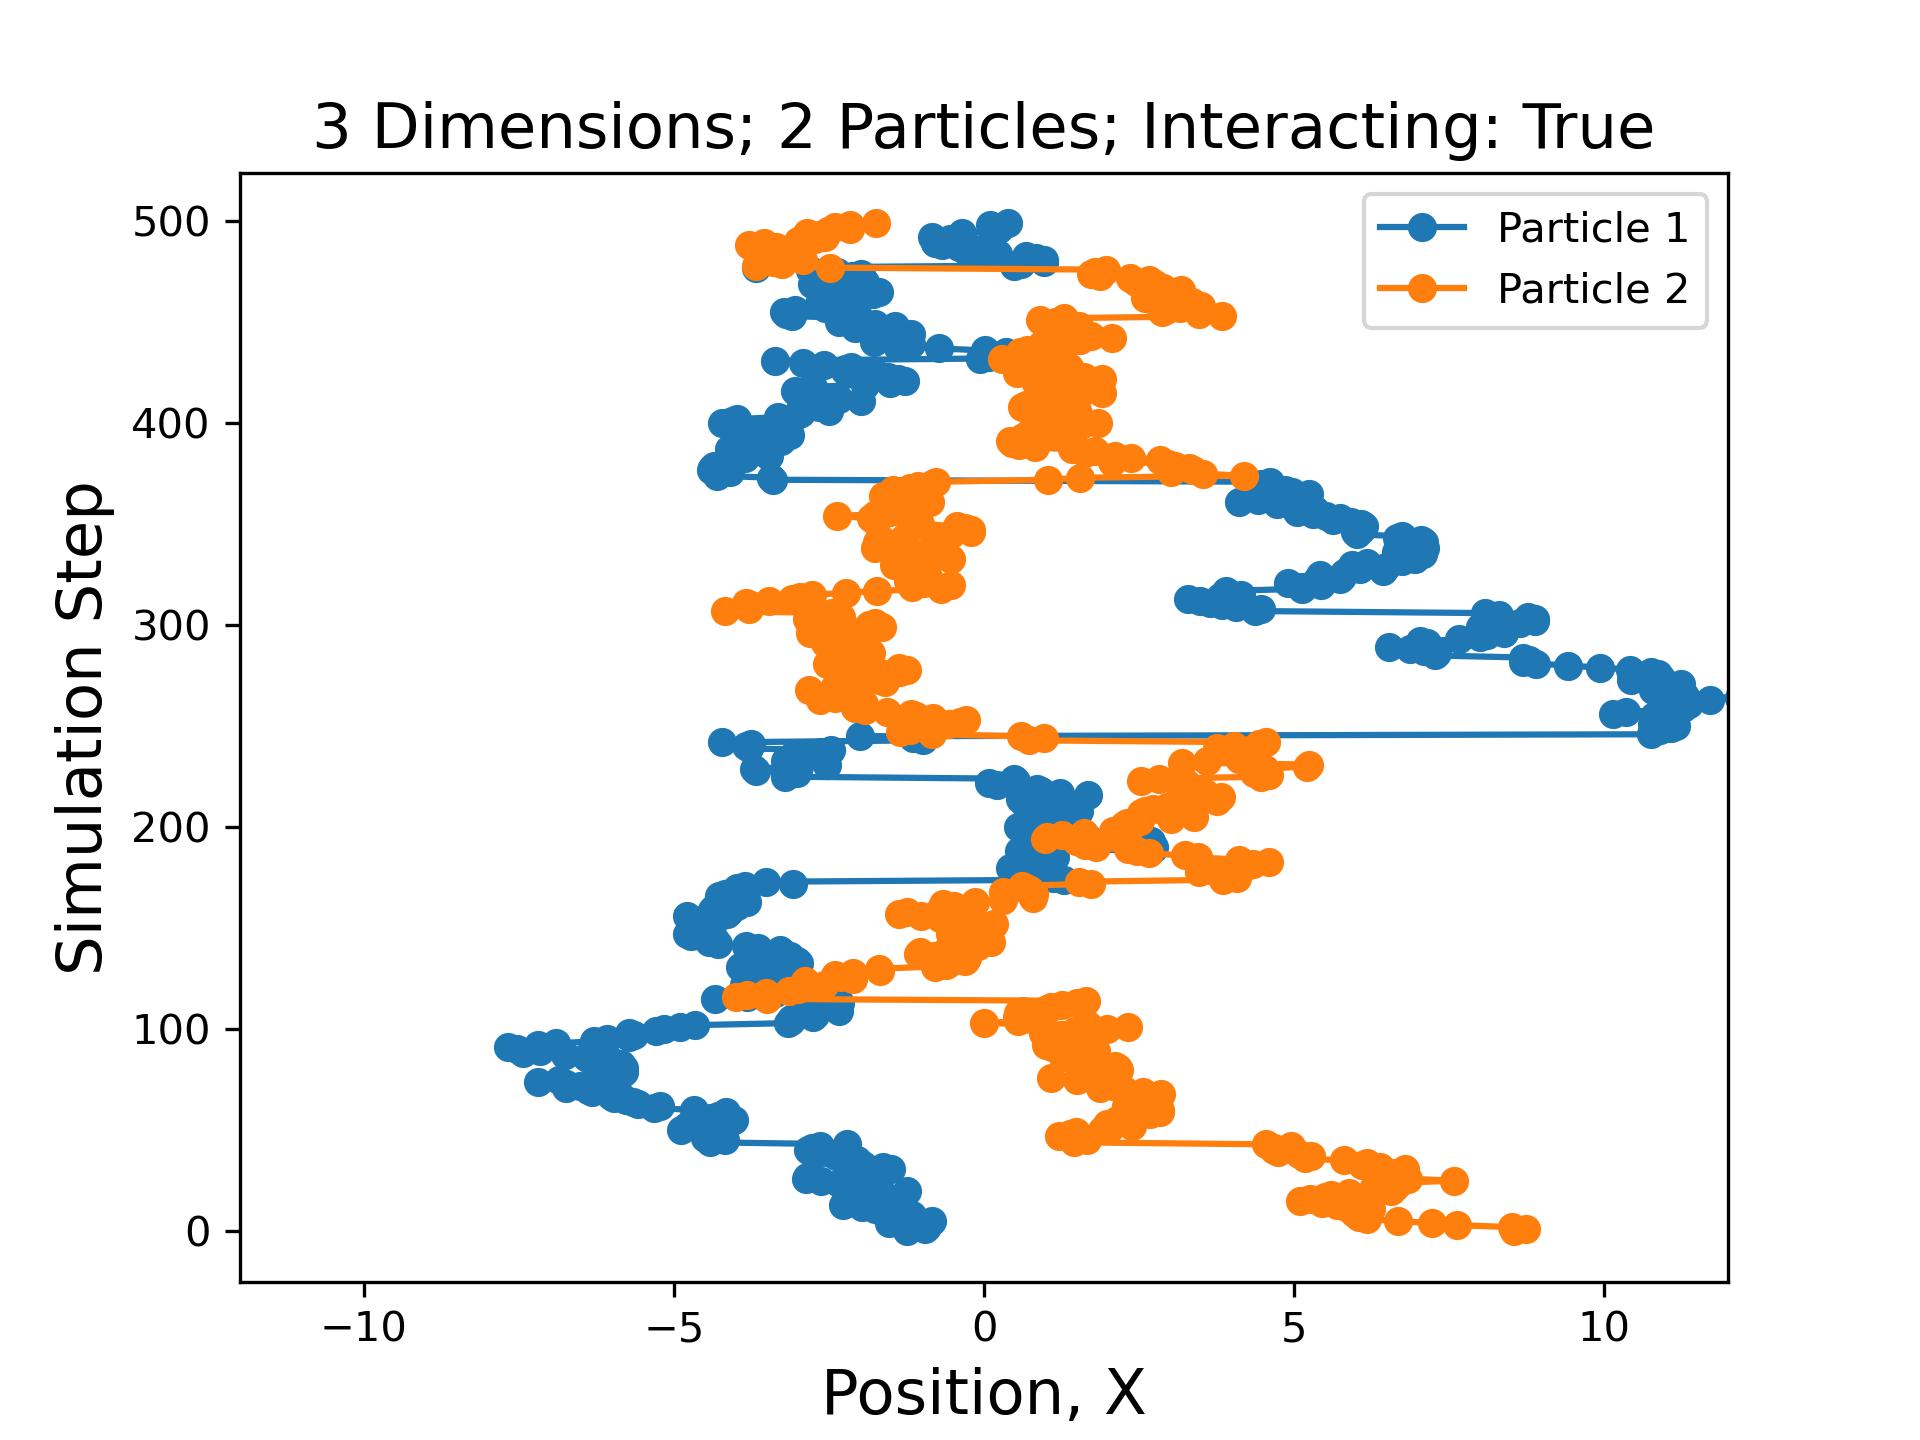 3 Dimensions; 2 Particles; Interacting: True
Particle 1
Particle 2
500
400
300
200
100
0
Simulation Step
−10
−5
0
5
10
Position, X